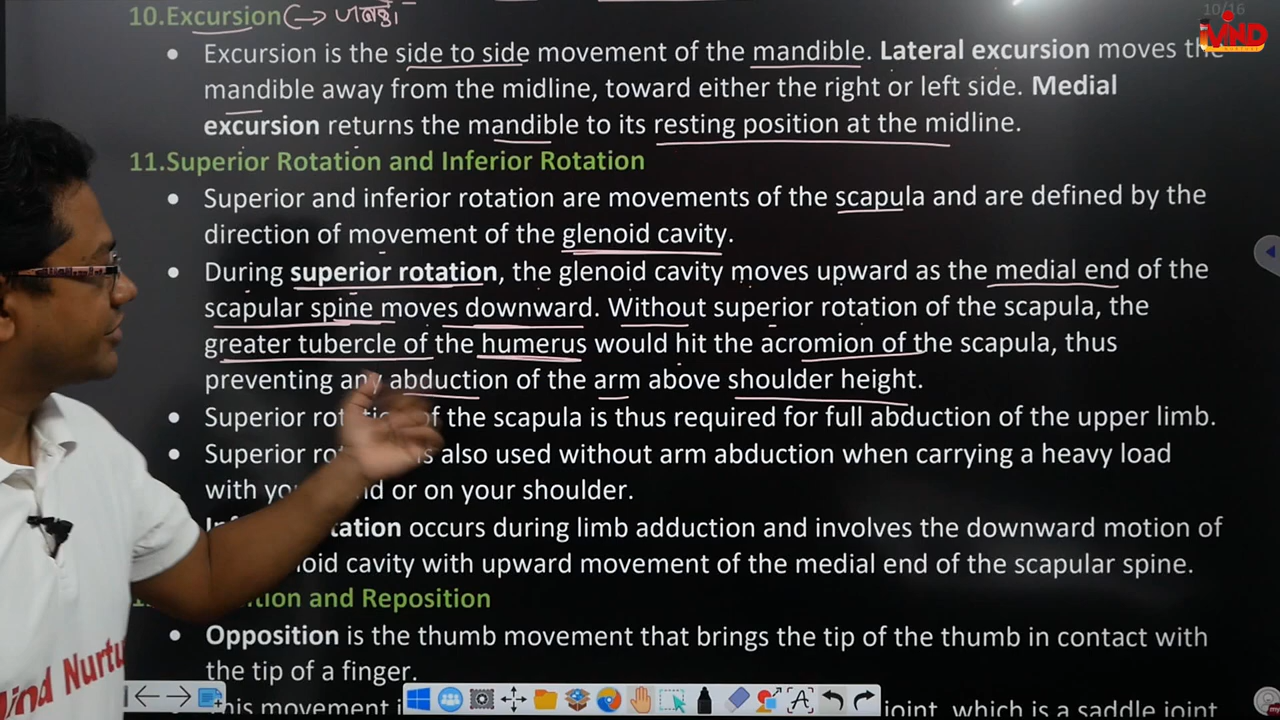 10/16
MIND
10.Excursion
• Excursion is the side to side movement of the mandible. Lateral excursion moves the
mandible away from the midline, toward either the right or left side. Medial
excursion returns the mandible to its resting position at the midline.
11.Superior Rotation and Inferior Rotation
• Superior and inferior rotation are movements of the scapula and are defined by the
direction of movement of the glenoid cavity.
• During superior rotation, the glenoid cavity moves upward as the medial end of the
scapular spine moves downward. Without superior rotation of the scapula, the
greater tubercle of the humerus would hit the acromion of the scapula, thus
preventing any abduction of the arm above shoulder height.
• Superior of the scapula is thus required for full abduction of the upper limb.
• Superior also used without arm abduction when carrying a heavy load
with or on your shoulder.
occurs during limb adduction and involves the downward motion of
cavity with upward movement of the medial end of the scapular spine.
and Reposition
• Opposition is the thumb movement that brings the tip of the thumb in contact with
the tip of a finger.
This movement joint, which is a saddle joint
Mind Nurtu